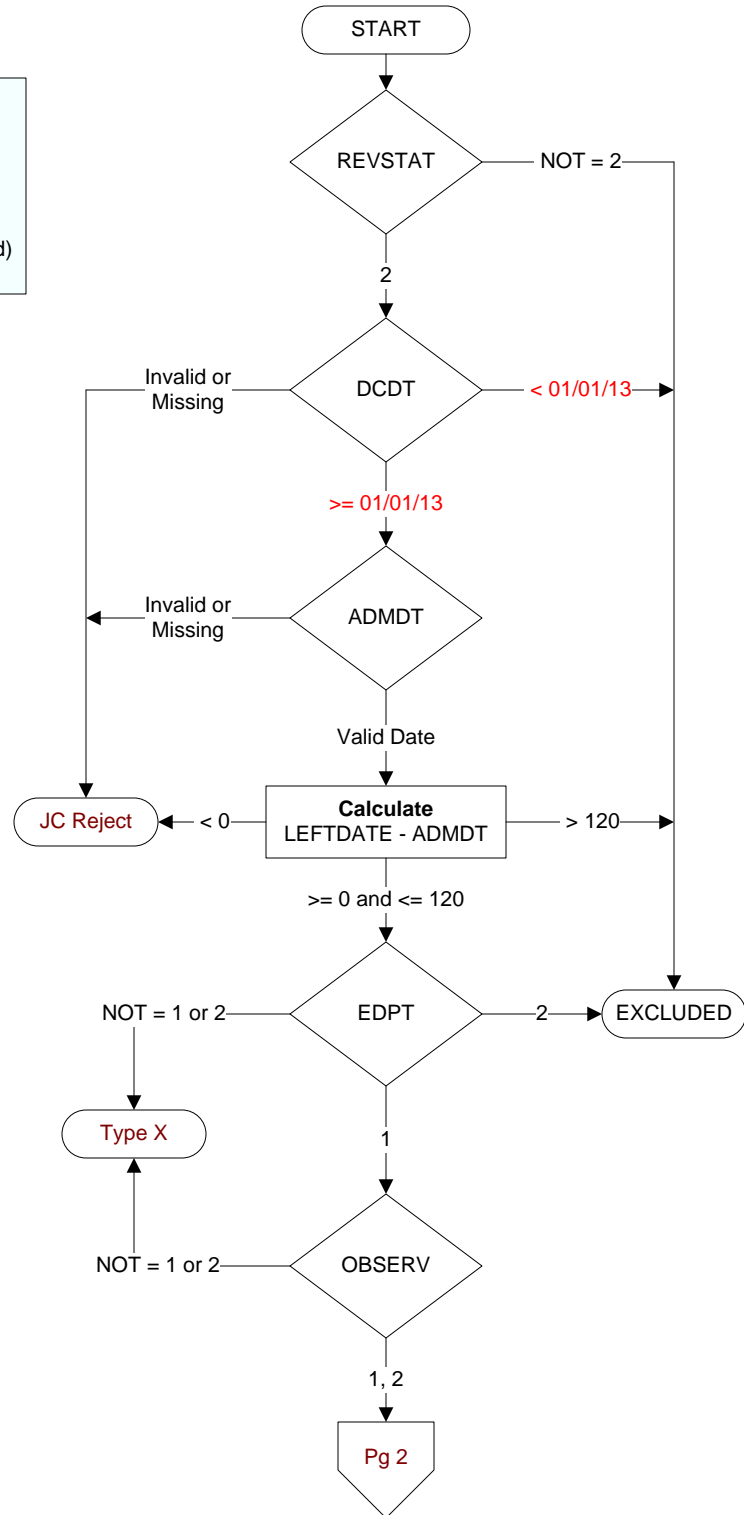 START
REVSTAT
NOT = 2
d)
2
Invalid or
Missing
DCDT
< 01/01/13
>= 01/01/13
Invalid or
Missing
ADMDT
Valid Date
JC Reject
< 0
Calculate
LEFTDATE - ADMDT
> 120
>= 0 and <= 120
NOT = 1 or 2
EDPT
2
EXCLUDED
Type X
1
NOT = 1 or 2
OBSERV
1, 2
Pg 2